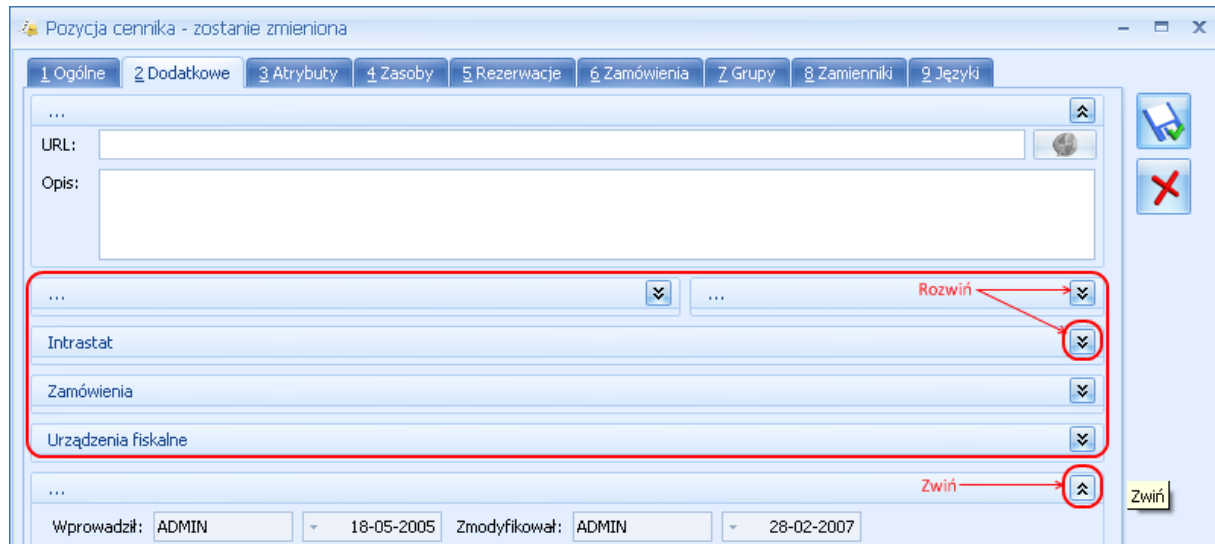 Pozycja cennika - zostanie zmieniona
1 Ogólne 2 Dodatkowe 3 Atrybuty 4 Zasoby 5 Rezerwacje 6 Zamówienia 7 Grupy 8 Zamienniki 9 Języki
...
URL:
Opis:
... ... Rozwiń
Intrastat
Zamówienia
Urządzenia fiskalne
... Zwiń
Zwiń
Wprowadził: ADMIN 18-05-2005 Zmodyfikował: ADMIN 28-02-2007